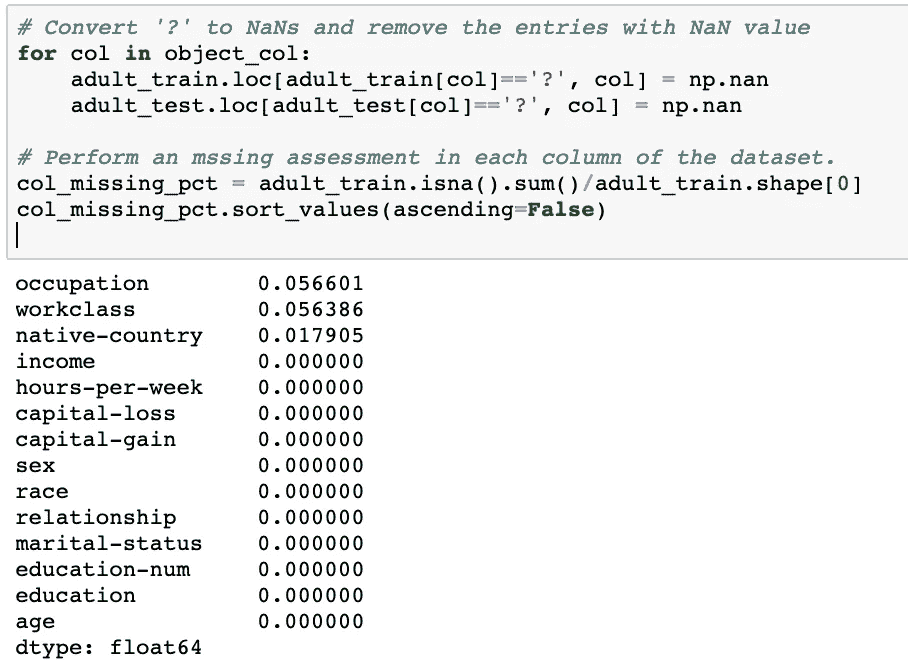 # Convert '?' to NaNs and remove the entries with NaN value
for col in object_col:
    adult_train.loc[adult_train[col]=='?', col] = np.nan
    adult_test.loc[adult_test[col]=='?', col] = np.nan
# Perform an mssing assessment in each column of the dataset.
col_missing_pct = adult_train.isna().sum()/adult_train.shape[0]
col_missing_pct.sort_values(ascending=False)
occupation 0.056601
workclass 0.056386
native-country 0.017905
income 0.000000
hours-per-week 0.000000
capital-loss 0.000000
capital-gain 0.000000
sex 0.000000
race 0.000000
relationship 0.000000
marital-status 0.000000
education-num 0.000000
education 0.000000
age 0.000000
dtype: float64